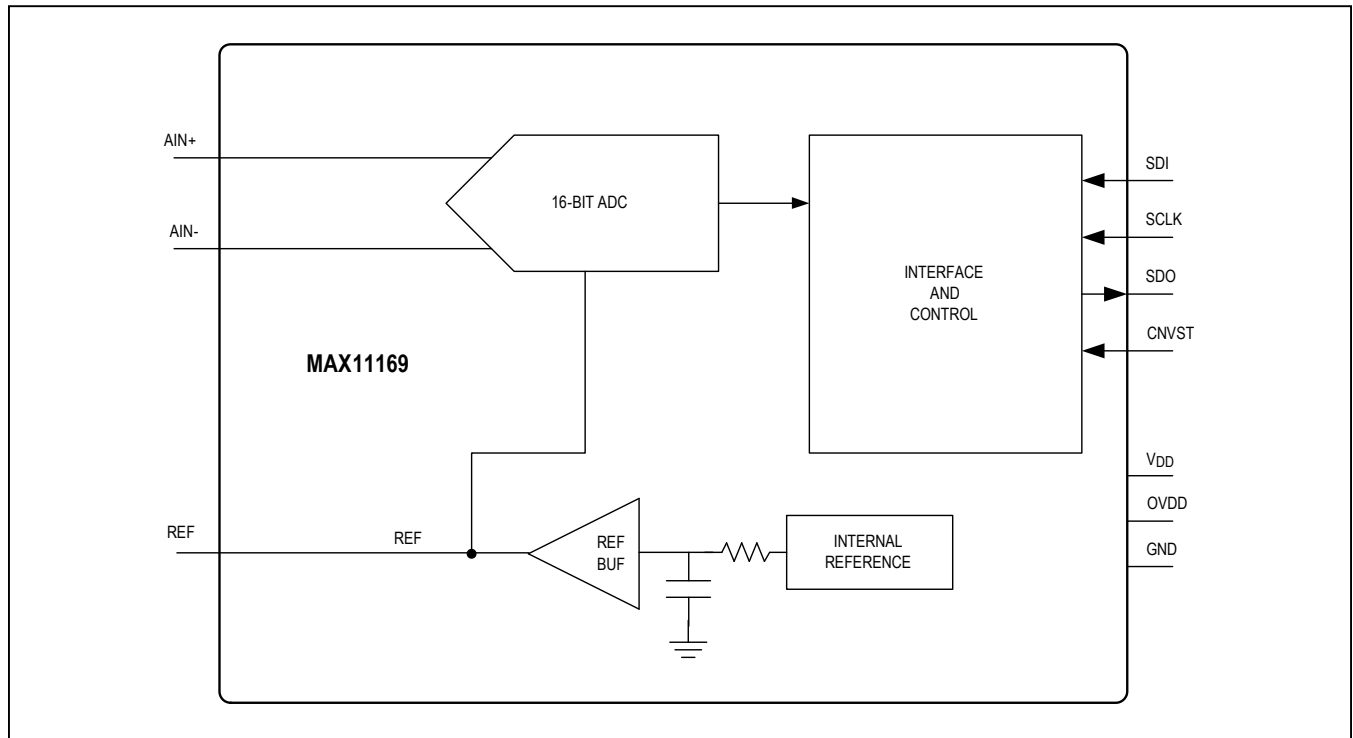 AIN+
AIN-
16-BIT ADC
INTERFACE
AND
CONTROL
SDI
SCLK
SDO
CNVST
MAX11169
VDD
OVDD
GND
REF
REF
REF
BUF
INTERNAL
REFERENCE